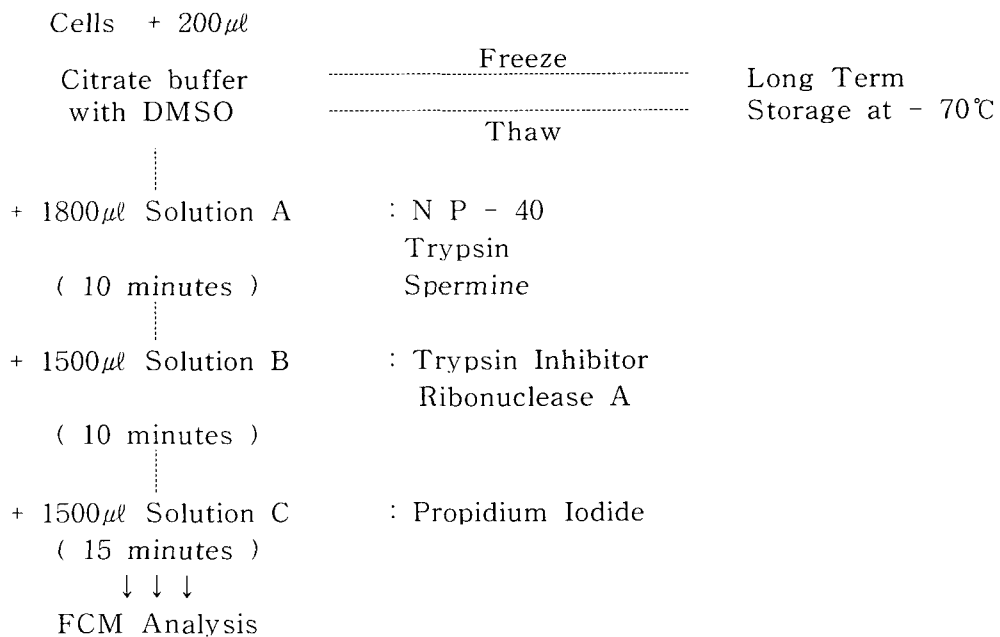 Cells + 200㎕
Freeze
Citrate buffer
with DMSO
Long Term
Storage at - 70℃
Thaw
+ 1800㎕ Solution A : N P - 40
Trypsin
( 10 minutes ) Spermine
+ 1500㎕ Solution B : Trypsin Inhibitor
Ribonuclease A
( 10 minutes )
+ 1500㎕ Solution C : Propidium Iodide
( 15 minutes )
↓ ↓ ↓
FCM Analysis